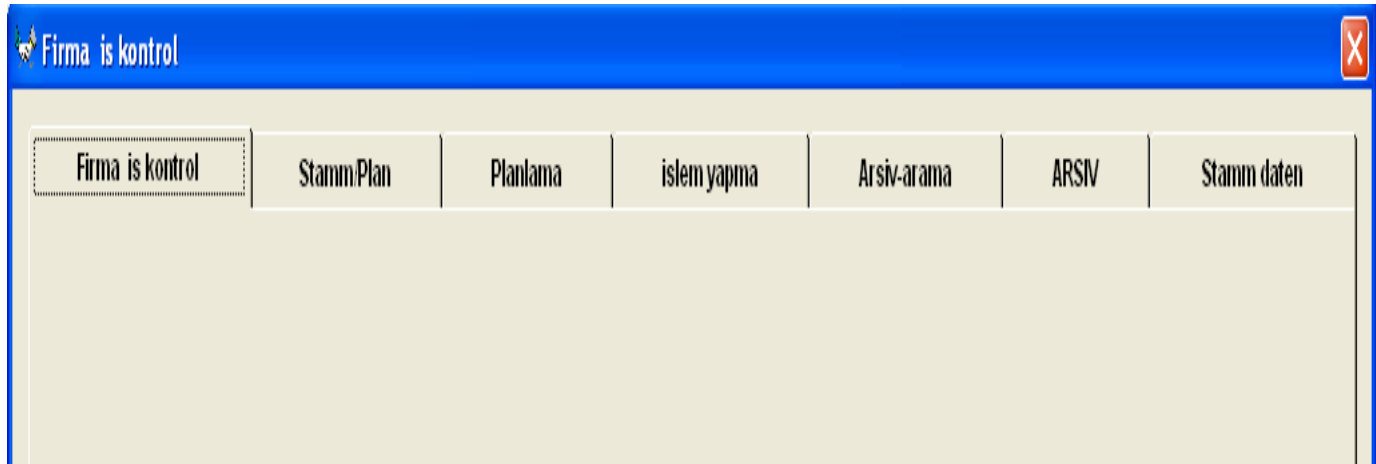 Firma is kontrol
Firma is kontrol Stamm/Plan Planlama islem yapma Arsiv-arama ARSIV Stamm daten